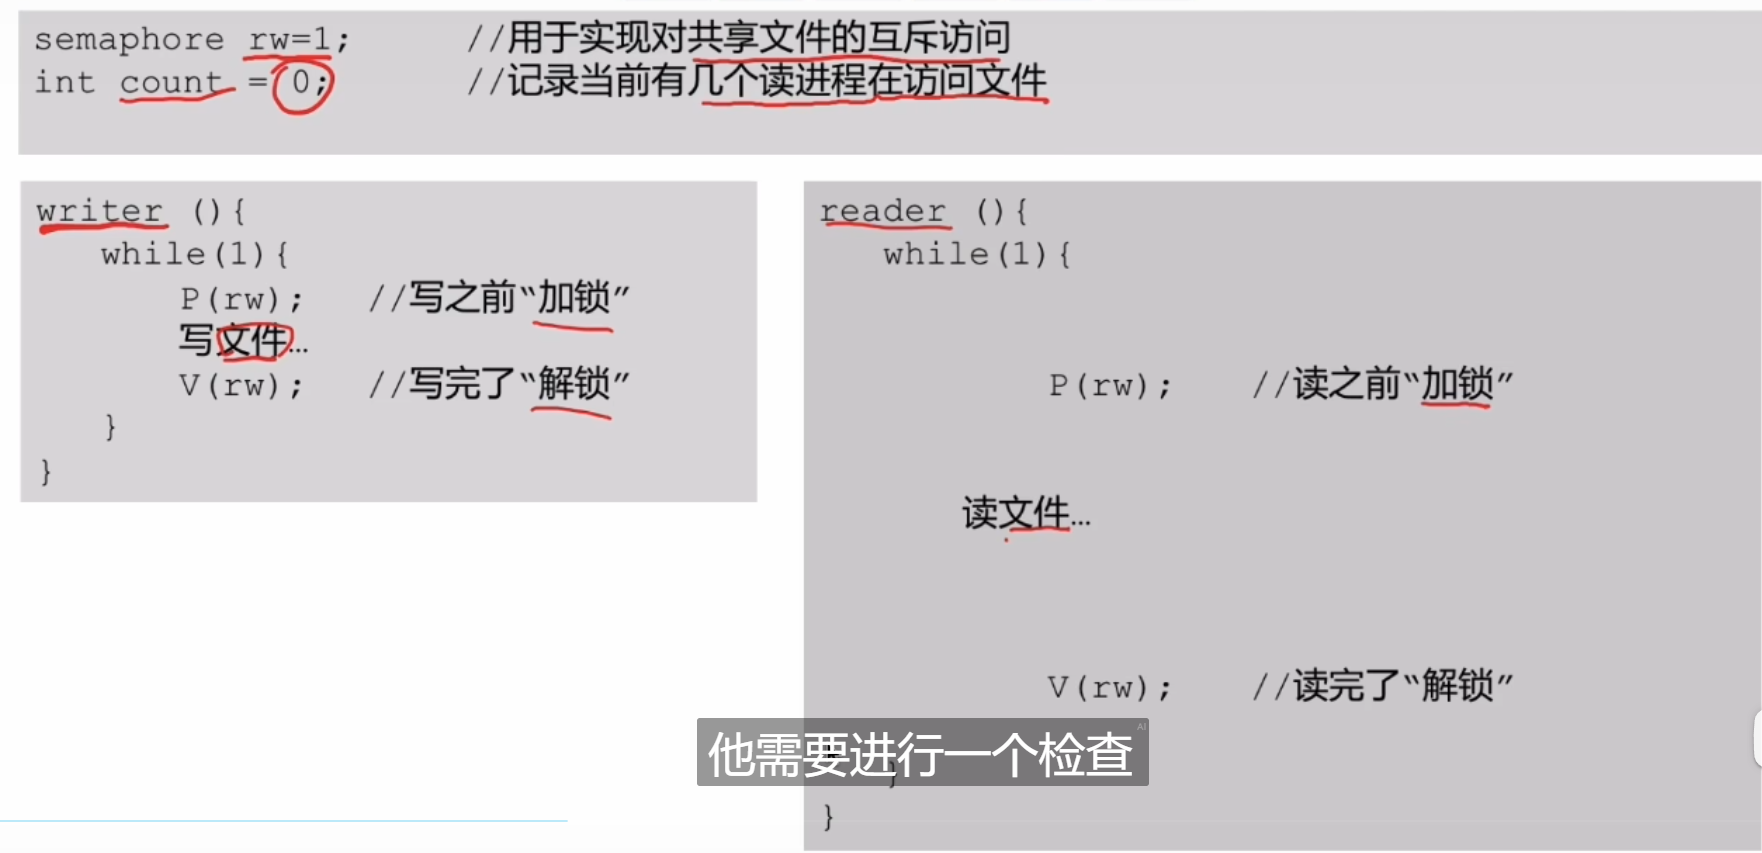 semaphore rw=1;    //用于实现对共享文件的互斥访问
int count = 0;    //记录当前有几个读进程在访问文件
writer (){
while(1){
P(rw);    //写之前“加锁”
写文件…
V(rw);    //写完了“解锁”
}
}
reader (){
while(1){
P(rw);    //读之前“加锁”
读文件…
V(rw);    //读完了“解锁”
}
}
他需要进行一个检查
AI